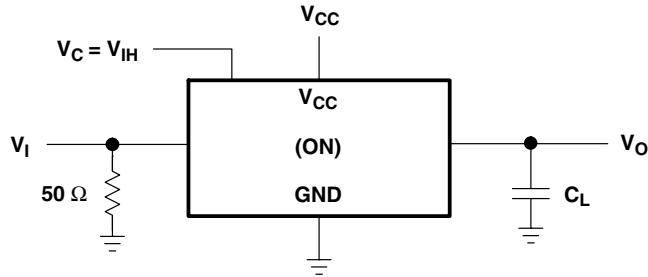 V_CC
V_C = V_IH
V_CC
V_I
(ON)
V_O
50 Ω
GND
C_L